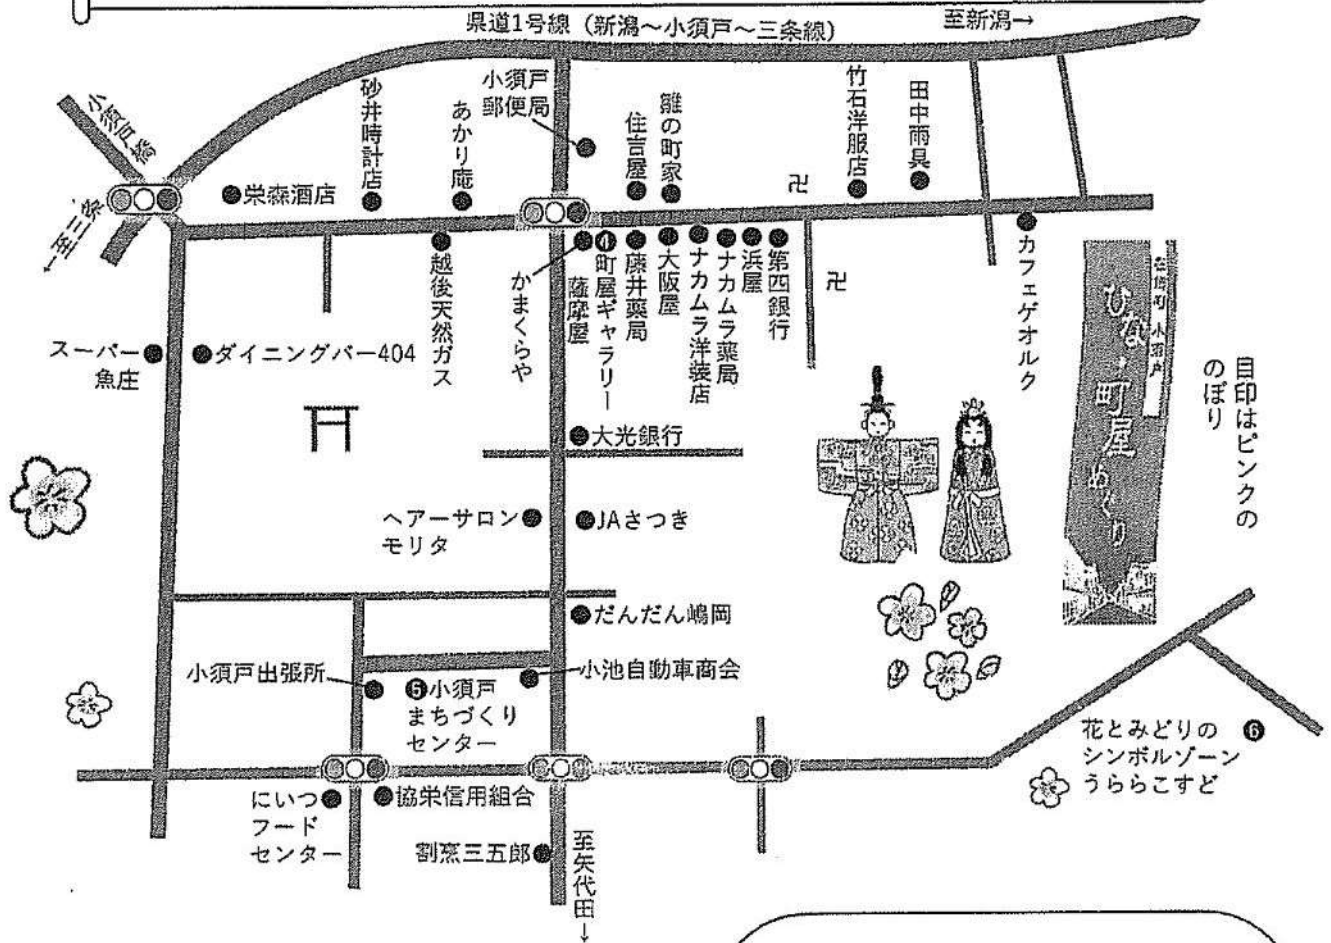 県道1号線（新潟〜小須戸〜三条線）
至新潟→
小須戸橋
←至三条
砂井時計店
あかり庵
小須戸
郵便局
住吉屋
雛の町家
竹石洋服店
田中雨具
栄森酒店
卍
越後天然ガス
かまくらや
薩摩屋
町屋ギャラリー
藤井薬局
大阪屋
ナカムラ洋装店
ナカムラ薬局
浜屋
第四銀行
卍
カフェゲオルク
スーパー
魚庄
ダイニングバー404
大光銀行
ヘアーサロン
モリタ
JAさつき
だんだん嶋岡
小須戸出張所
❻小須戸
まちづくり
センター
小池自動車商会
にいつ
フード
センター
協栄信用組合
割烹三五郎
至矢代田→
小須戸
ひな・町屋めぐり
目印はピンクの
のぼり
花とみどりの ❻
シンボルゾーン
うららこすど